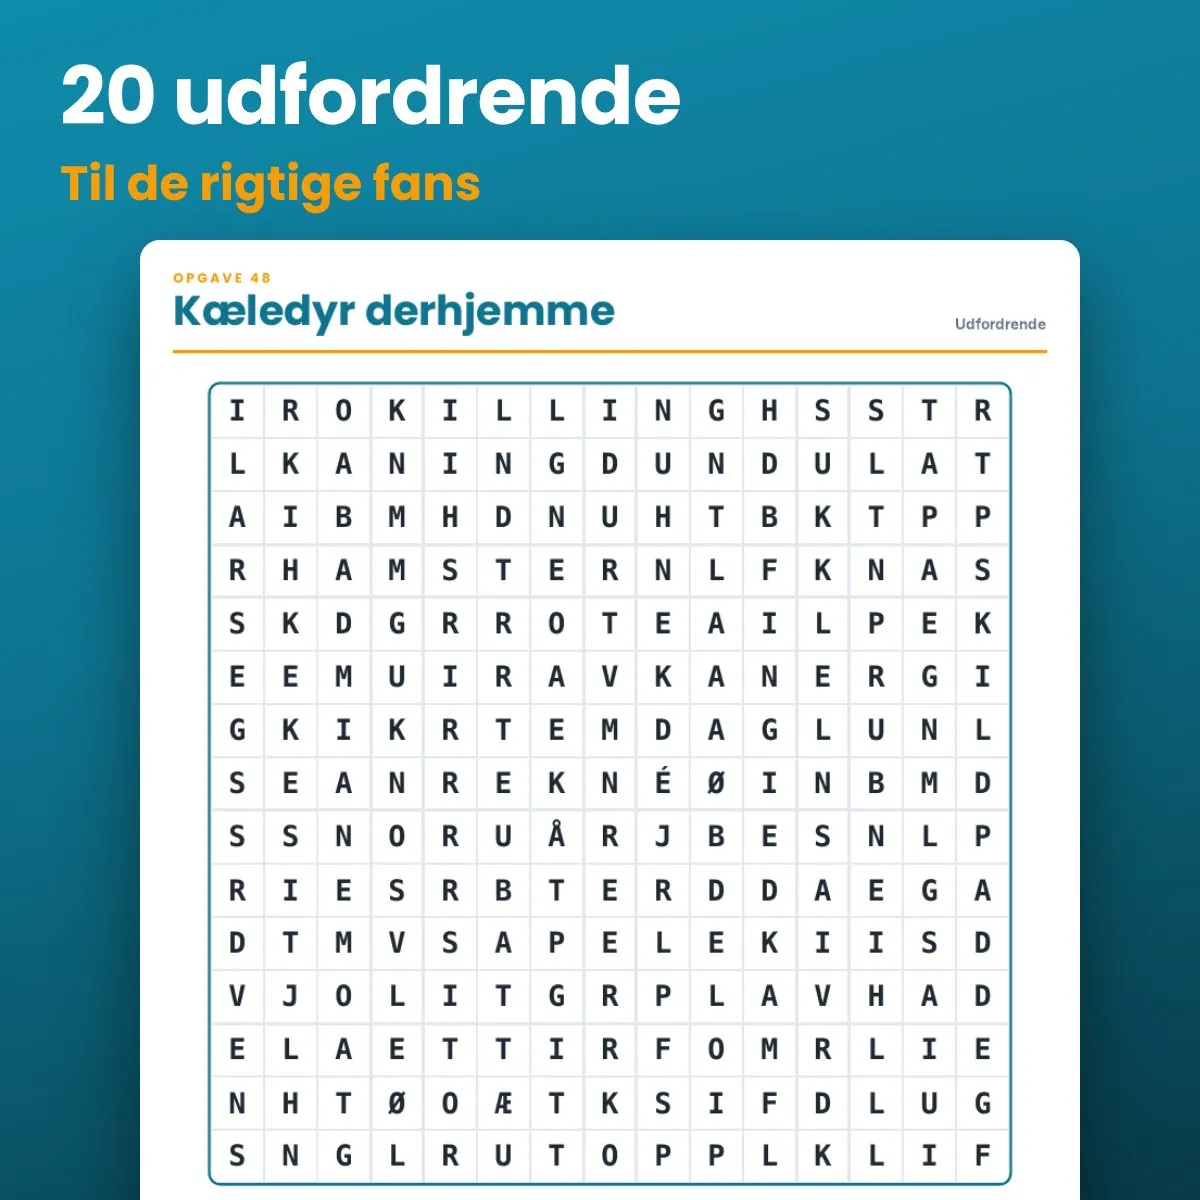 20 udfordrende
Til de rigtige fans
OPGAVE 48
Kæledyr derhjemme
Udfordrende
I R O K I L L I N G H S S T R
L K A N I N G D U N D U L A T
A I B M H D N U H T B K T P P
R H A M S T E R N L F K N A S
S K D G R R O T E A I L P E K
E E M U I R A V K A N E R G I
G K I K R T E M D A G L U N L
S E A N R E K N É Ø I N B M D
S S N O R U Å R J B E S N L P
R I E S R B T E R D D A E G A
D T M V S A P E L E K I I S D
V J O L I T G R P L A V H A D
E L A E T T I R F O M R L I E
N H T Ø O Æ T K S I F D L U G
S N G L R U T O P P L K L I F